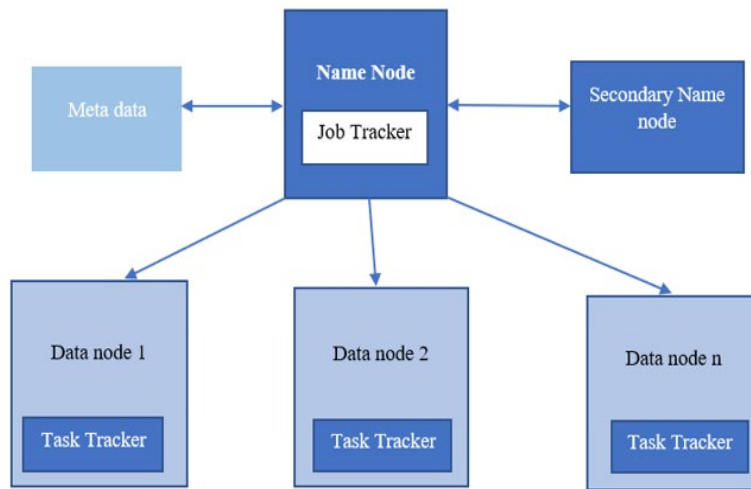 Name Node
Meta data
Job Tracker
Secondary Name
node
Data node 1
Data node 2
Data node n
Task Tracker
Task Tracker
Task Tracker